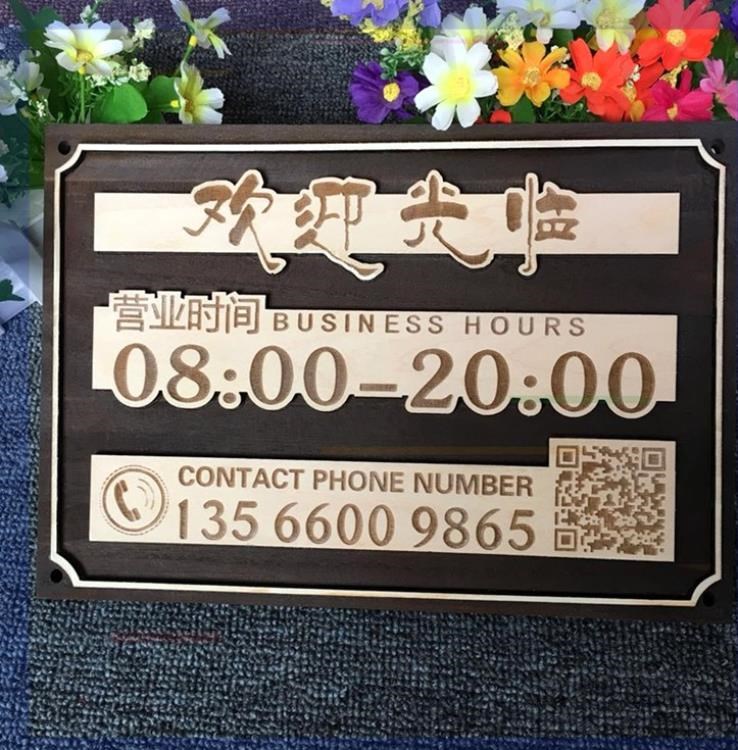 欢迎光临
营业时间 BUSINESS HOURS
08:00-20:00
CONTACT PHONE NUMBER
135 6600 9865